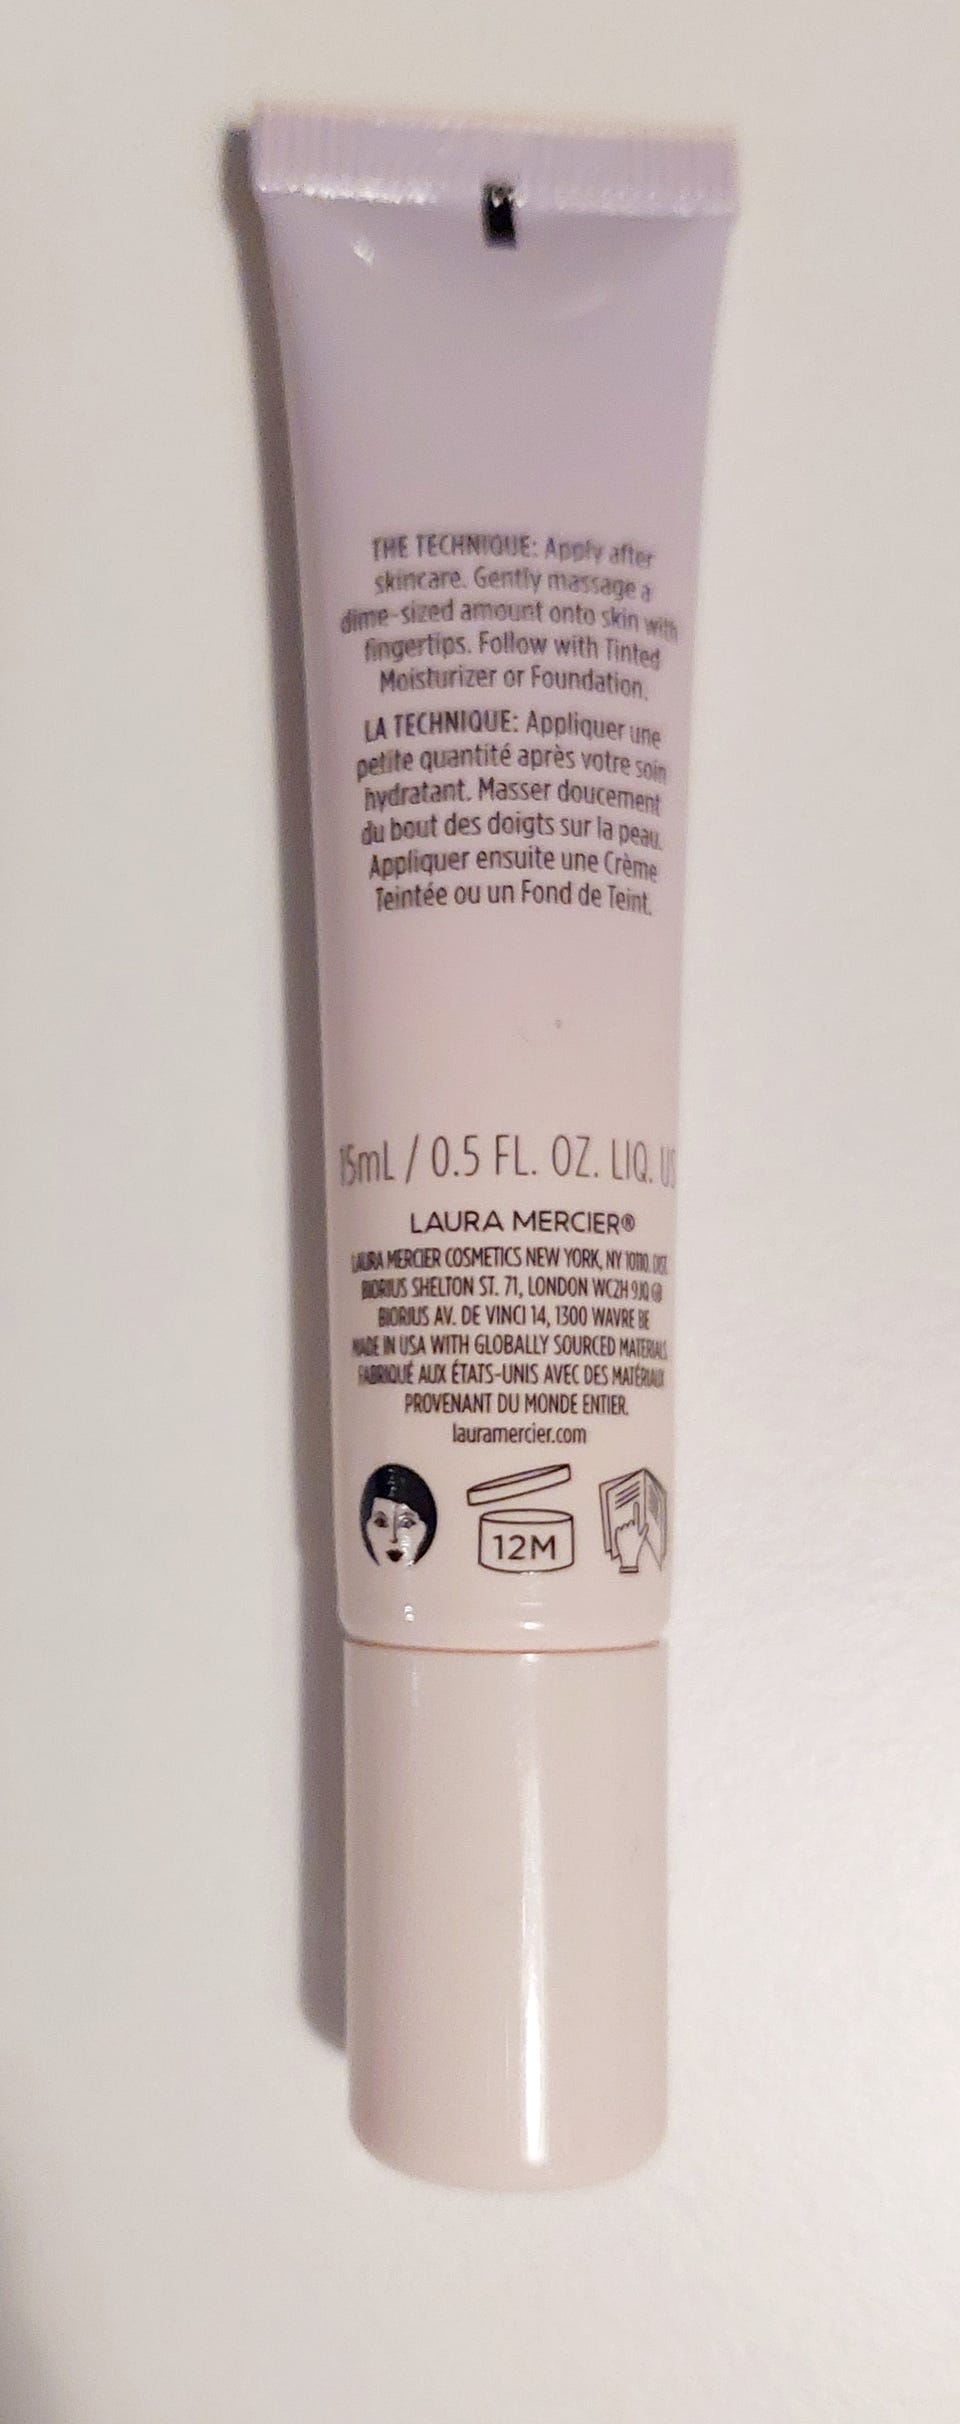 THE TECHNIQUE: Apply after
skincare. Gently massage a
dime-sized amount onto skin with
fingertips. Follow with Tinted
Moisturizer or Foundation.
LA TECHNIQUE: Appliquer une
petite quantité après votre soin
hydratant. Masser doucement
du bout des doigts sur la peau.
Appliquer ensuite une Crème
Teintée ou un Fond de Teint.
15mL / 0.5 FL. OZ. LIQ. US
LAURA MERCIER®
LAURA MERCIER COSMETICS NEW YORK, NY 10110. DIST.
BIORIUS SHELTON ST. 71, LONDON WC2H 9JQ GB
BIORIUS AV. DE VINCI 14, 1300 WAVRE BE
MADE IN USA WITH GLOBALLY SOURCED MATERIALS
FABRIQUÉ AUX ÉTATS-UNIS AVEC DES MATÉRIAUX
PROVENANT DU MONDE ENTIER.
lauramercier.com
12M